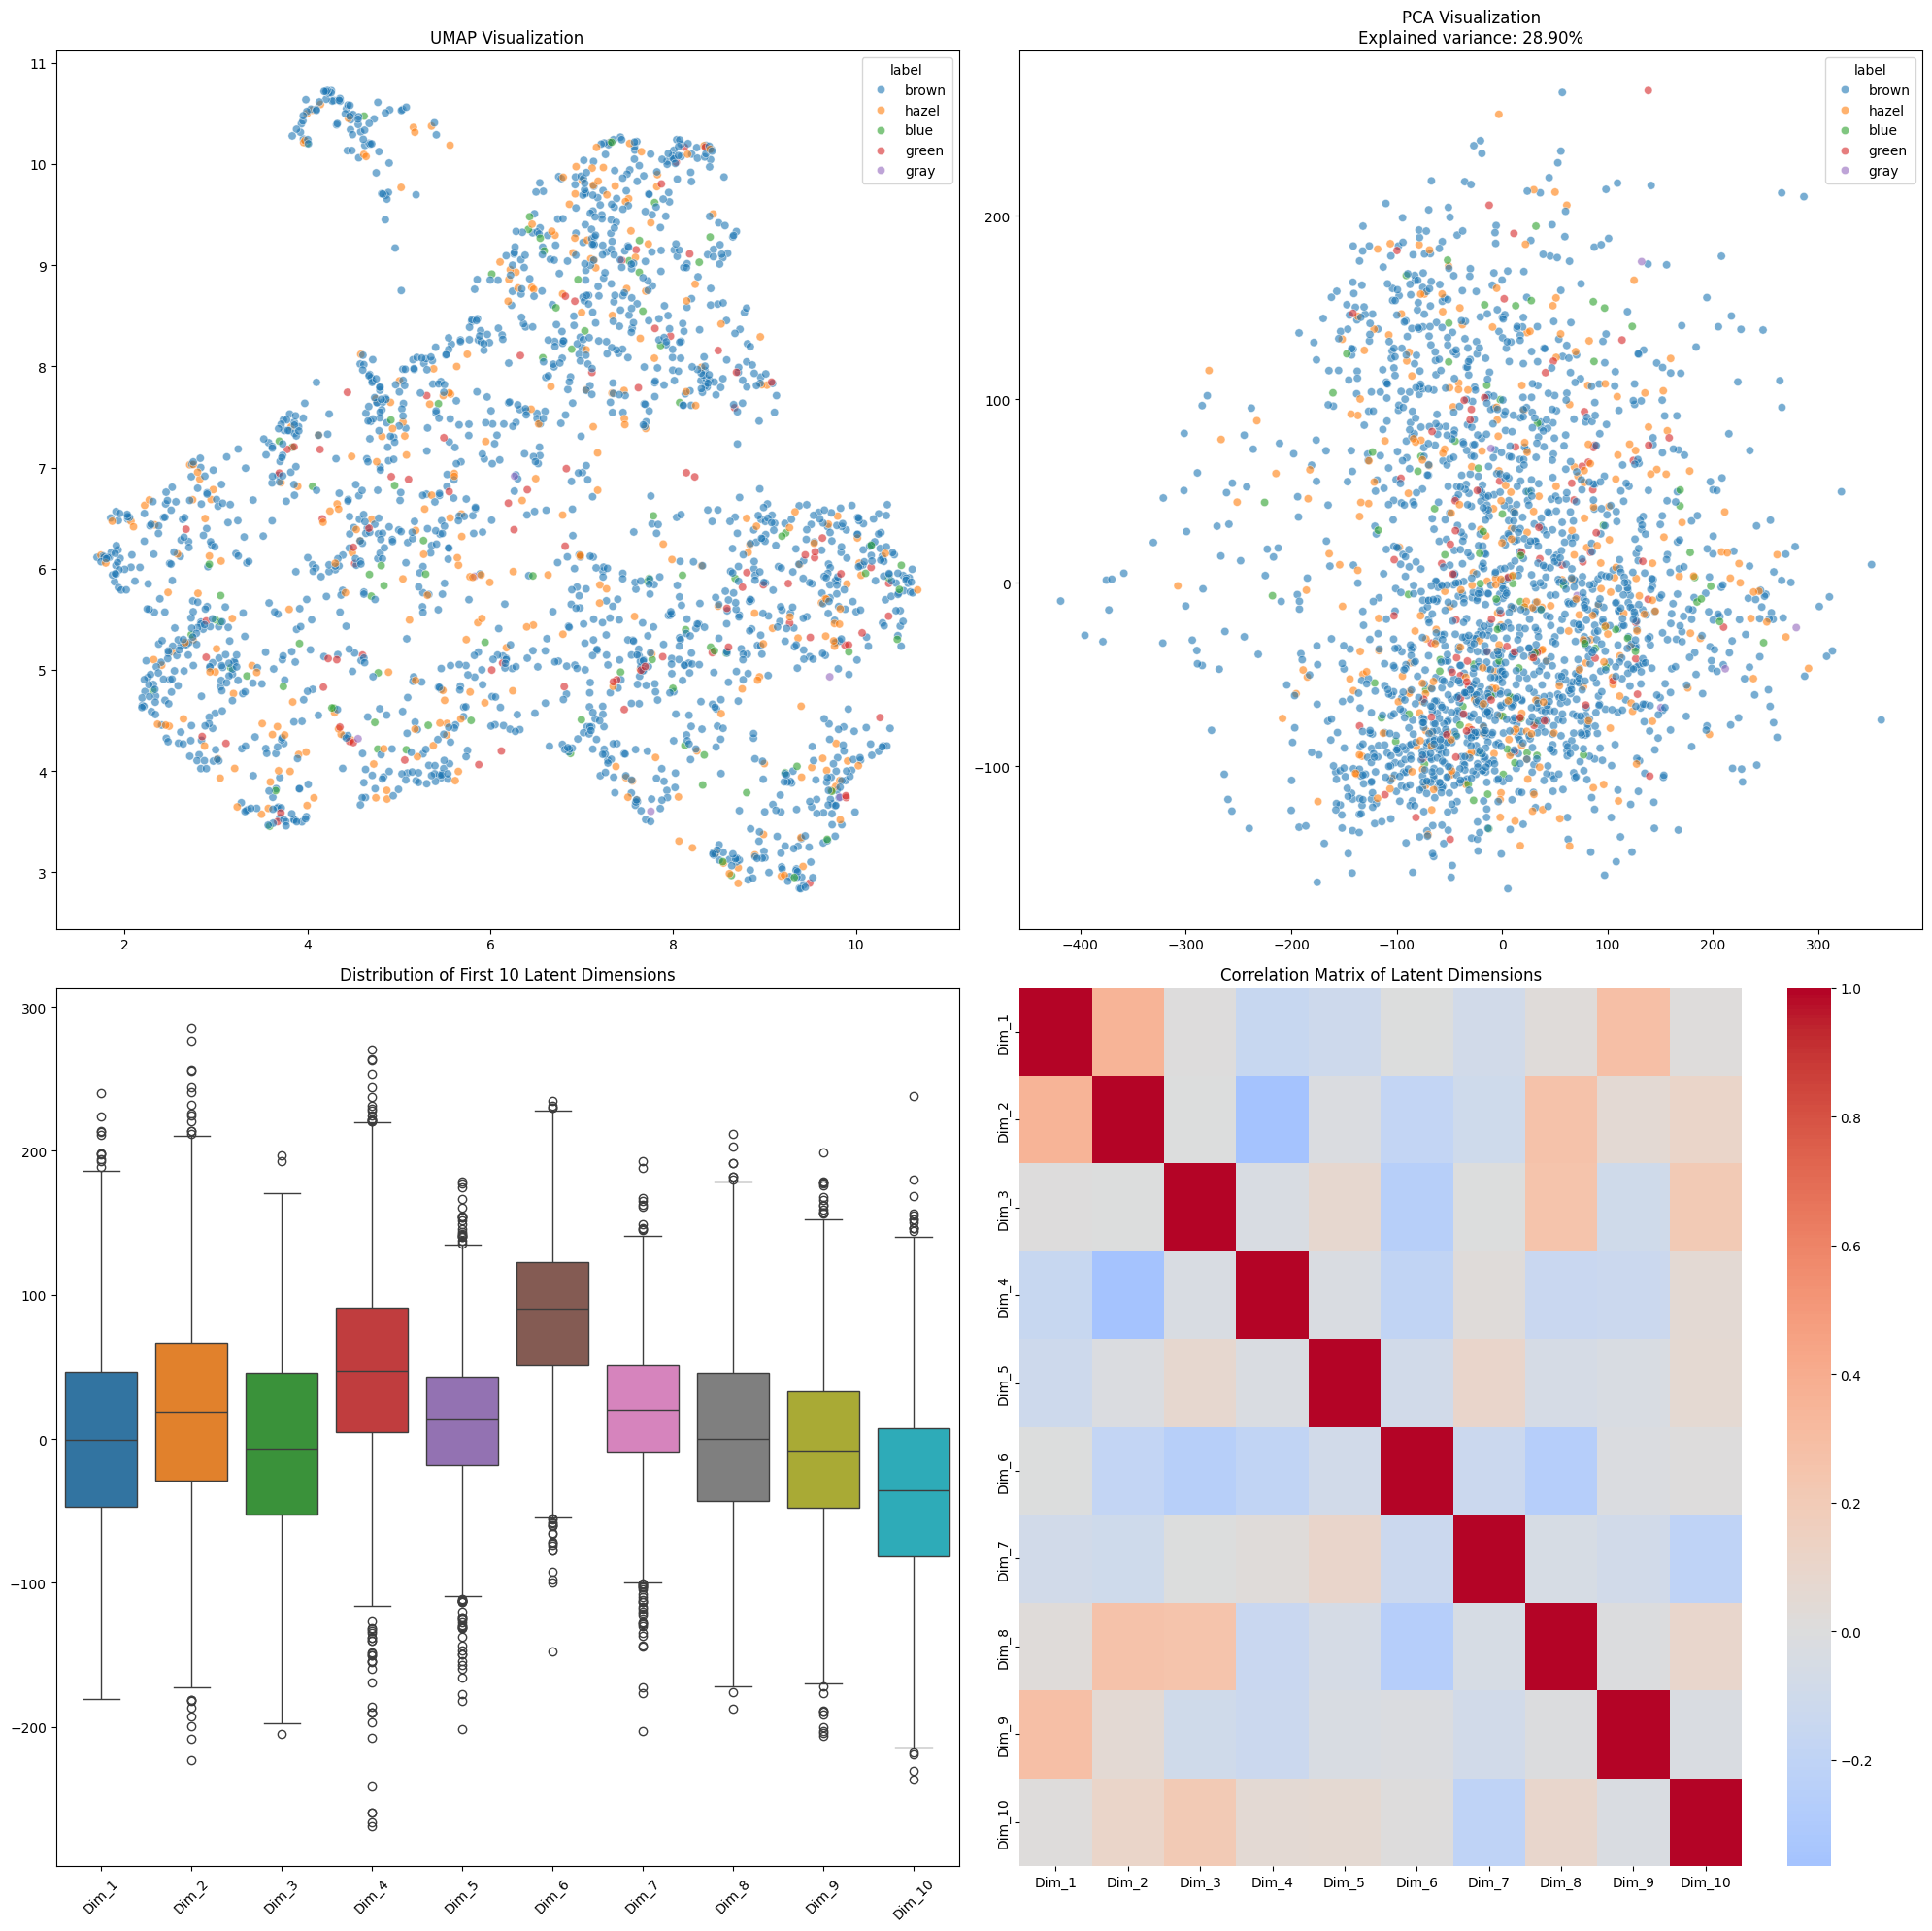 UMAP Visualization
11
10
9
8
7
6
5
4
3
2
4
6
8
10
label
brown
hazel
blue
green
gray
PCA Visualization
Explained variance: 28.90%
200
100
0
−100
−400
−300
−200
−100
0
100
200
300
label
brown
hazel
blue
green
gray
Distribution of First 10 Latent Dimensions
300
200
100
0
−100
−200
Dim_1
Dim_2
Dim_3
Dim_4
Dim_5
Dim_6
Dim_7
Dim_8
Dim_9
Dim_10
Correlation Matrix of Latent Dimensions
Dim_1
Dim_2
Dim_3
Dim_4
Dim_5
Dim_6
Dim_7
Dim_8
Dim_9
Dim_10
Dim_1
Dim_2
Dim_3
Dim_4
Dim_5
Dim_6
Dim_7
Dim_8
Dim_9
Dim_10
1.0
0.8
0.6
0.4
0.2
0.0
−0.2